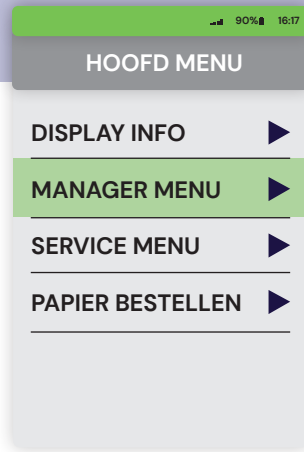 90% 16:17
HOOFD MENU
DISPLAY INFO
MANAGER MENU
SERVICE MENU
PAPIER BESTELLEN